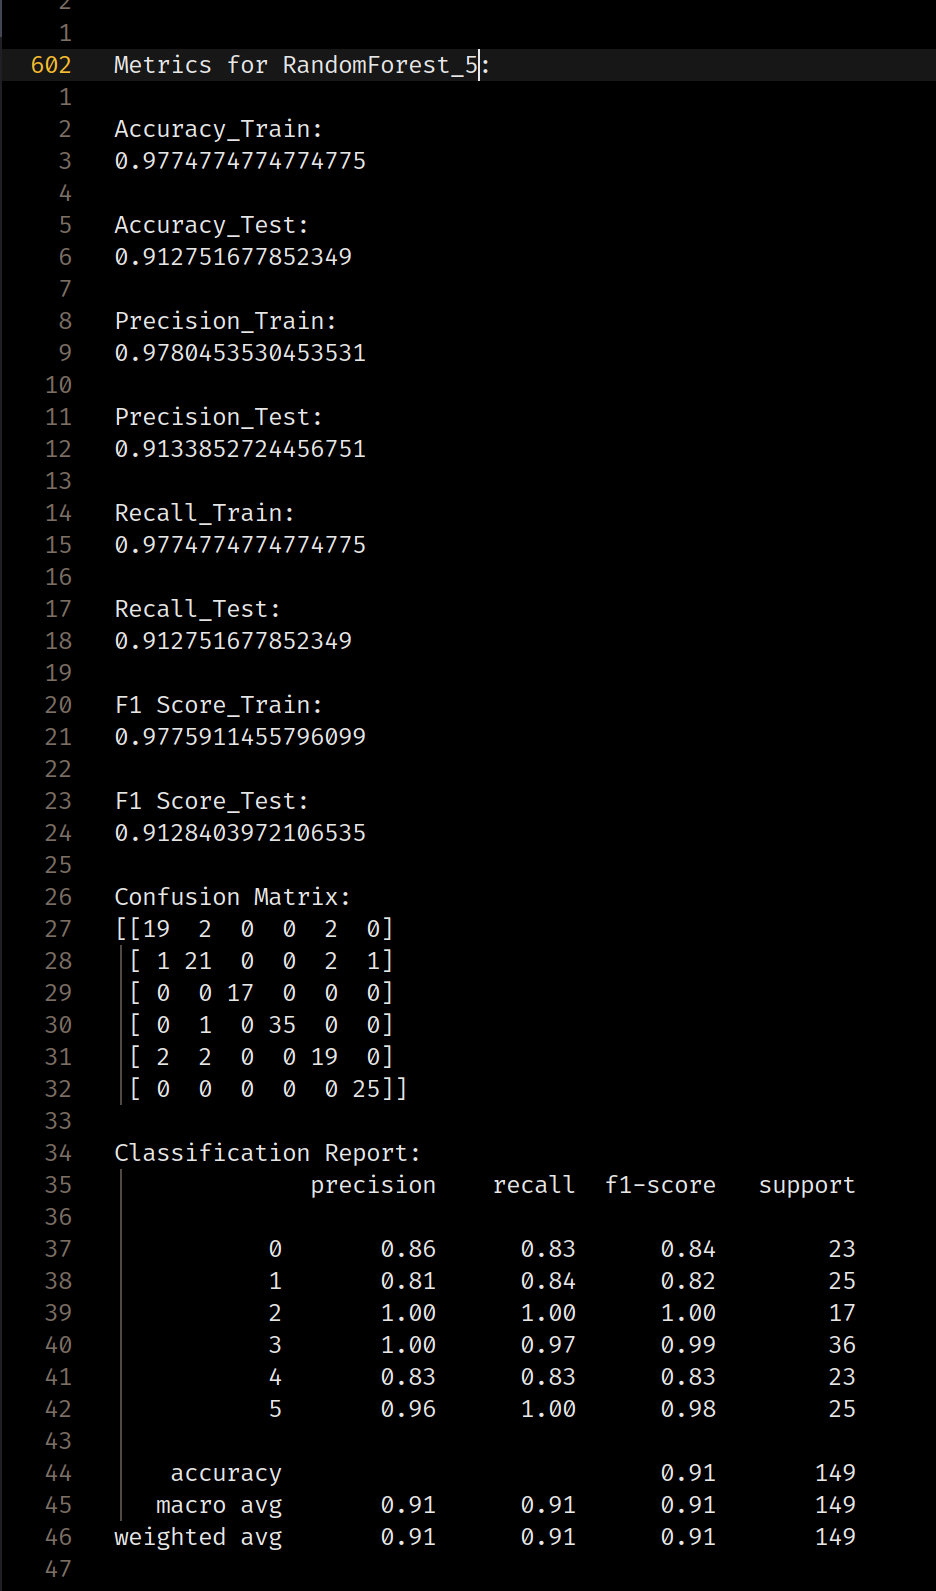 2
1
602 Metrics for RandomForest_5:
1
2 Accuracy_Train:
3 0.9774774774774775
4
5 Accuracy_Test:
6 0.912751677852349
7
8 Precision_Train:
9 0.9780453530453531
10
11 Precision_Test:
12 0.9133852724456751
13
14 Recall_Train:
15 0.9774774774774775
16
17 Recall_Test:
18 0.912751677852349
19
20 F1 Score_Train:
21 0.9775911455796099
22
23 F1 Score_Test:
24 0.9128403972106535
25
26 Confusion Matrix:
27 [[19  2  0  0  2  0]
28  [ 1 21  0  0  2  1]
29  [ 0  0 17  0  0  0]
30  [ 0  1  0 35  0  0]
31  [ 2  2  0  0 19  0]
32  [ 0  0  0  0  0 25]]
33
34 Classification Report:
35               precision    recall  f1-score   support
36
37            0       0.86      0.83      0.84        23
38            1       0.81      0.84      0.82        25
39            2       1.00      1.00      1.00        17
40            3       1.00      0.97      0.99        36
41            4       0.83      0.83      0.83        23
42            5       0.96      1.00      0.98        25
43
44     accuracy                           0.91       149
45    macro avg       0.91      0.91      0.91       149
46 weighted avg       0.91      0.91      0.91       149
47